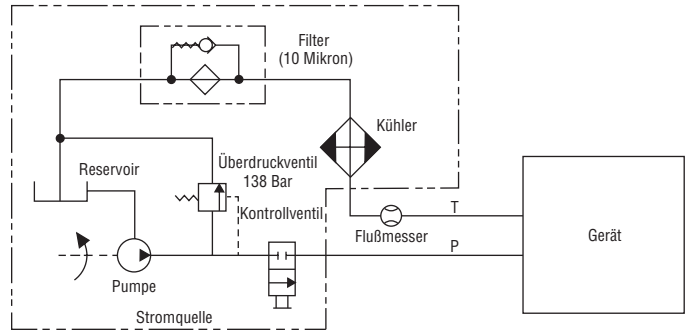 Filter
(10 Mikron)
Kühler
Reservoir
Überdruckventil
138 Bar
Kontrollventil
T
Flußmesser
P
Gerät
Pumpe
Stromquelle